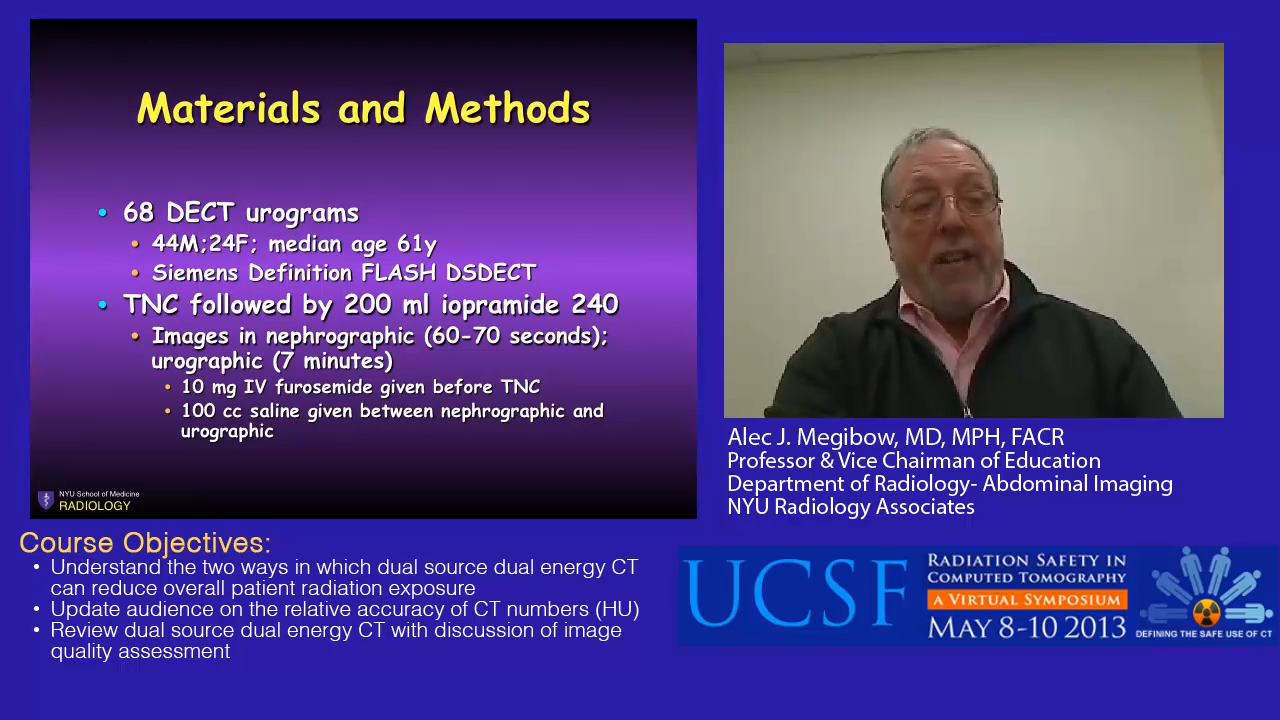 Materials and Methods
• 68 DECT urograms
• 44M;24F; median age 61y
• Siemens Definition FLASH DSDECT
• TNC followed by 200 ml iopramide 240
• Images in nephrographic (60-70 seconds);
urographic (7 minutes)
• 10 mg IV furosemide given before TNC
• 100 cc saline given between nephrographic and
urographic
NYU School of Medicine
RADIOLOGY
Alec J. Megibow, MD, MPH, FACR
Professor & Vice Chairman of Education
Department of Radiology- Abdominal Imaging
NYU Radiology Associates
Course Objectives:
• Understand the two ways in which dual source dual energy CT
can reduce overall patient radiation exposure
• Update audience on the relative accuracy of CT numbers (HU)
• Review dual source dual energy CT with discussion of image
quality assessment
UCSF
RADIATION SAFETY IN
COMPUTED TOMOGRAPHY
A VIRTUAL SYMPOSIUM
MAY 8-10 2013
DEFINING THE SAFE USE OF CT